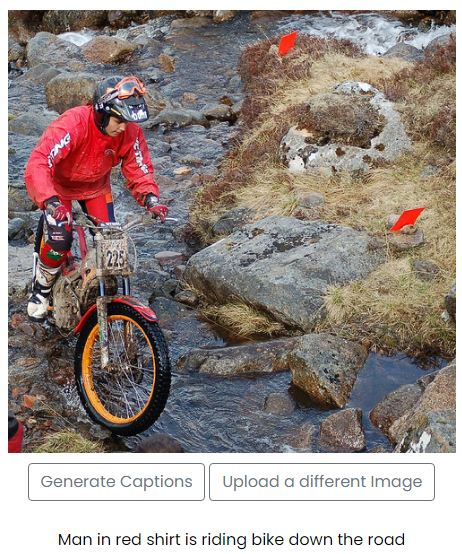 225
Generate Captions
Upload a different Image
Man in red shirt is riding bike down the road